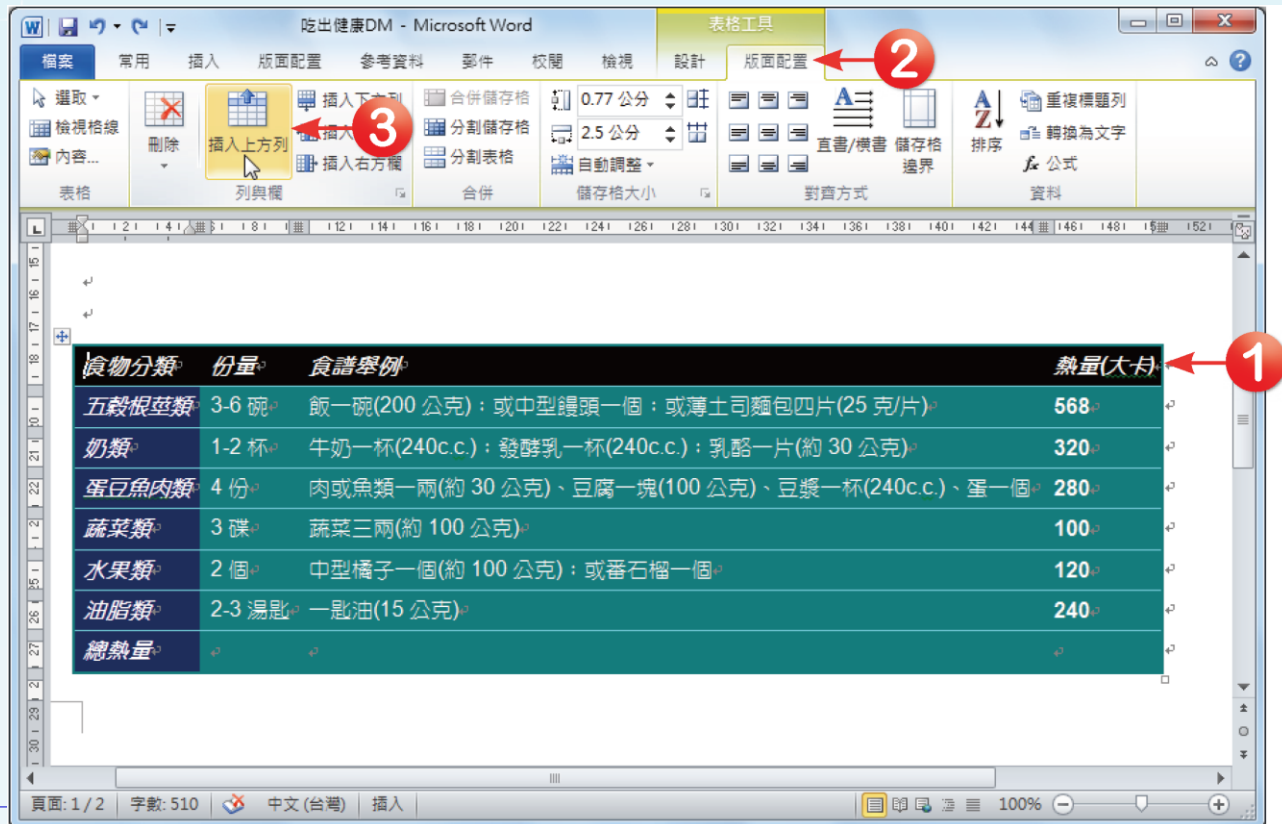 吃出健康DM - Microsoft Word
表格工具
檔案 常用 插入 版面配置 參考資料 郵件 校閱 檢視 設計 版面配置 2
選取 插入下方列 合併儲存格 0.77 公分 重複標題列
檢視格線 刪除 插入上方列 3 插入 分割儲存格 2.5 公分 直書/橫書 儲存格邊界 排序 轉換為文字
內容... 插入右方欄 分割表格 自動調整 fx 公式
表格 列與欄 合併 儲存格大小 對齊方式 資料
食物分類 份量 食譜舉例 熱量(大卡) 1
五穀根莖類 3-6 碗 飯一碗(200 公克)；或中型饅頭一個；或薄土司麵包四片(25 克/片) 568
奶類 1-2 杯 牛奶一杯(240c.c.)；發酵乳一杯(240c.c.)；乳酪一片(約 30 公克) 320
蛋豆魚肉類 4 份 肉或魚類一兩(約 30 公克)、豆腐一塊(100 公克)、豆漿一杯(240c.c.)、蛋一個 280
蔬菜類 3 碟 蔬菜三兩(約 100 公克) 100
水果類 2 個 中型橘子一個(約 100 公克)；或番石榴一個 120
油脂類 2-3 湯匙 一匙油(15 公克) 240
總熱量
頁面: 1 / 2 字數: 510 中文 (台灣) 插入 100%